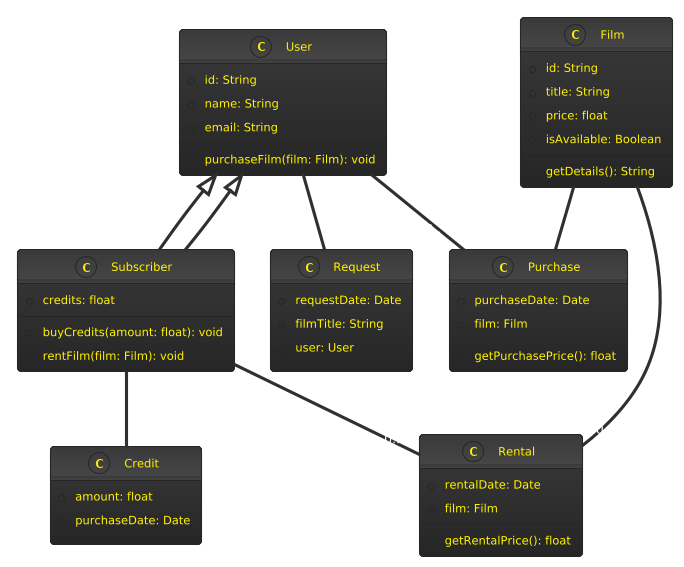 C User
id: String
name: String
email: String
purchaseFilm(film: Film): void
C Film
id: String
title: String
price: float
isAvailable: Boolean
getDetails(): String
C Subscriber
credits: float
buyCredits(amount: float): void
rentFilm(film: Film): void
C Request
requestDate: Date
filmTitle: String
user: User
C Purchase
purchaseDate: Date
film: Film
getPurchasePrice(): float
C Credit
amount: float
purchaseDate: Date
C Rental
rentalDate: Date
film: Film
getRentalPrice(): float